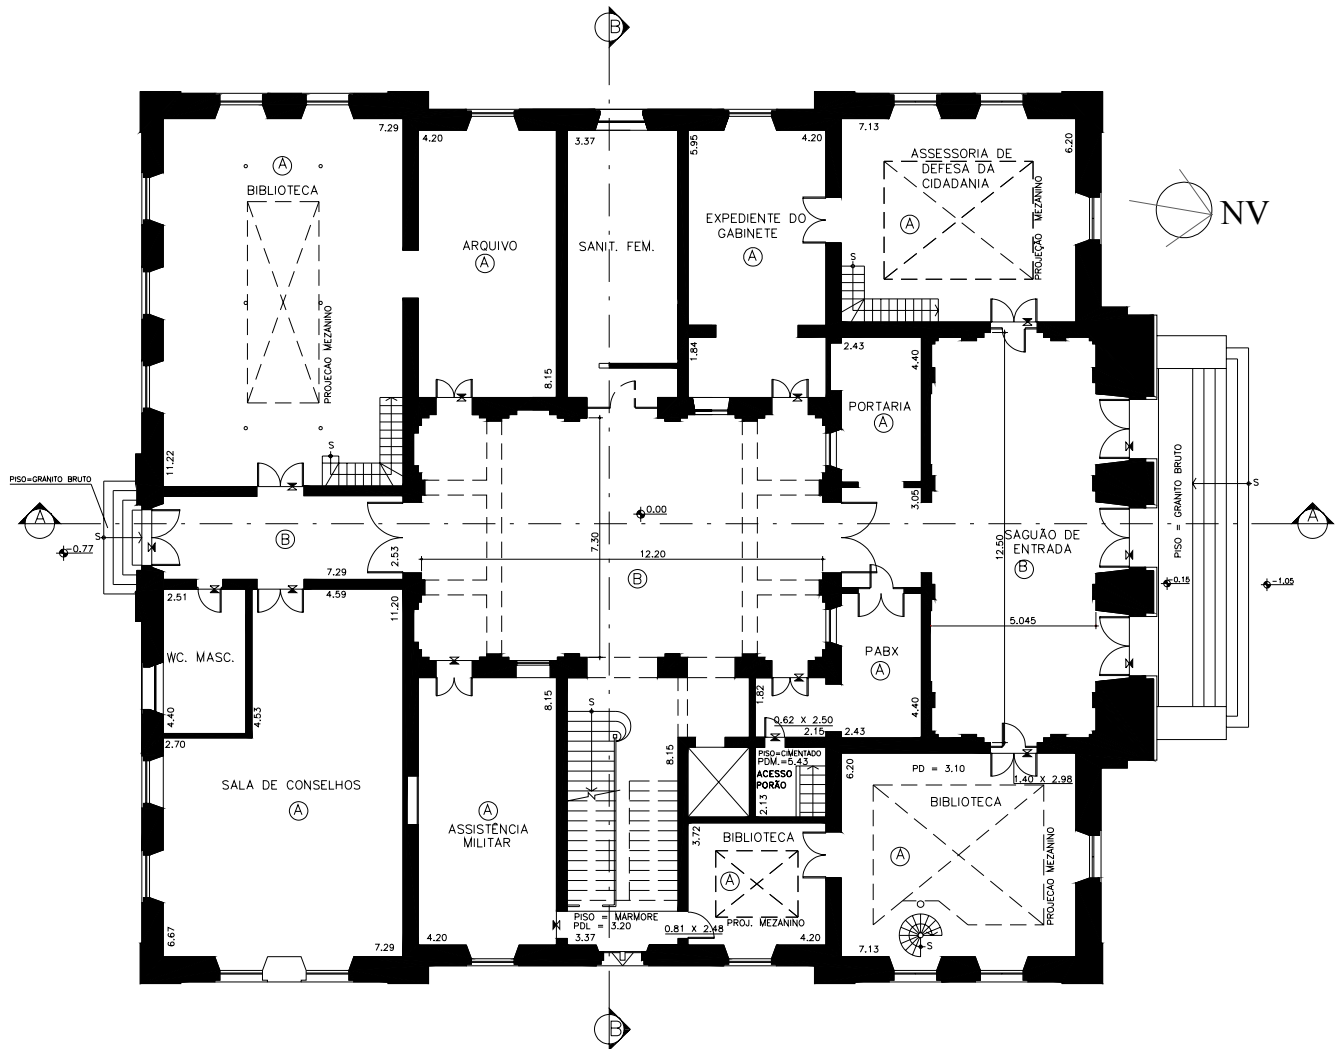 B
7.29
4.20
3.37
5.95
4.20
7.13
6.20
A
BIBLIOTECA
ARQUIVO
A
SANIT. FEM.
EXPEDIENTE DO
GABINETE
A
ASSESSORIA DE
DEFESA DA
CIDADANIA
A
PROJEÇÃO MEZANINO
NV
PROJEÇAO MEZANINO
S
S
11.22
8.15
1.84
2.43
4.40
PORTARIA
A
3.05
PISO=GRANITO BRUTO
A
S
-0.77
B
7.29
2.53
0.00
7.30
12.20
B
12.50
SAGUÃO DE
ENTRADA
B
5.045
PISO = GRANITO BRUTO
S
-0.15
-1.05
A
2.51
4.59
11.20
WC. MASC.
4.40
4.53
2.70
SALA DE CONSELHOS
A
6.67
7.29
8.15
A
ASSISTÊNCIA
MILITAR
4.20
S
8.15
PISO = MARMORE
PDL = 3.20
3.37
0.81 X 2.48
1.82
PABX
A
4.40
0.62 X 2.50
2.15
2.43
PISO=CIMENTADO
PDM.=5.43
ACESSO
PORÃO
2.13
3.72
BIBLIOTECA
A
PROJ. MEZANINO
4.20
6.20
PD = 3.10
1.40 X 2.98
BIBLIOTECA
A
PROJEÇAO MEZANINO
S
7.13
B